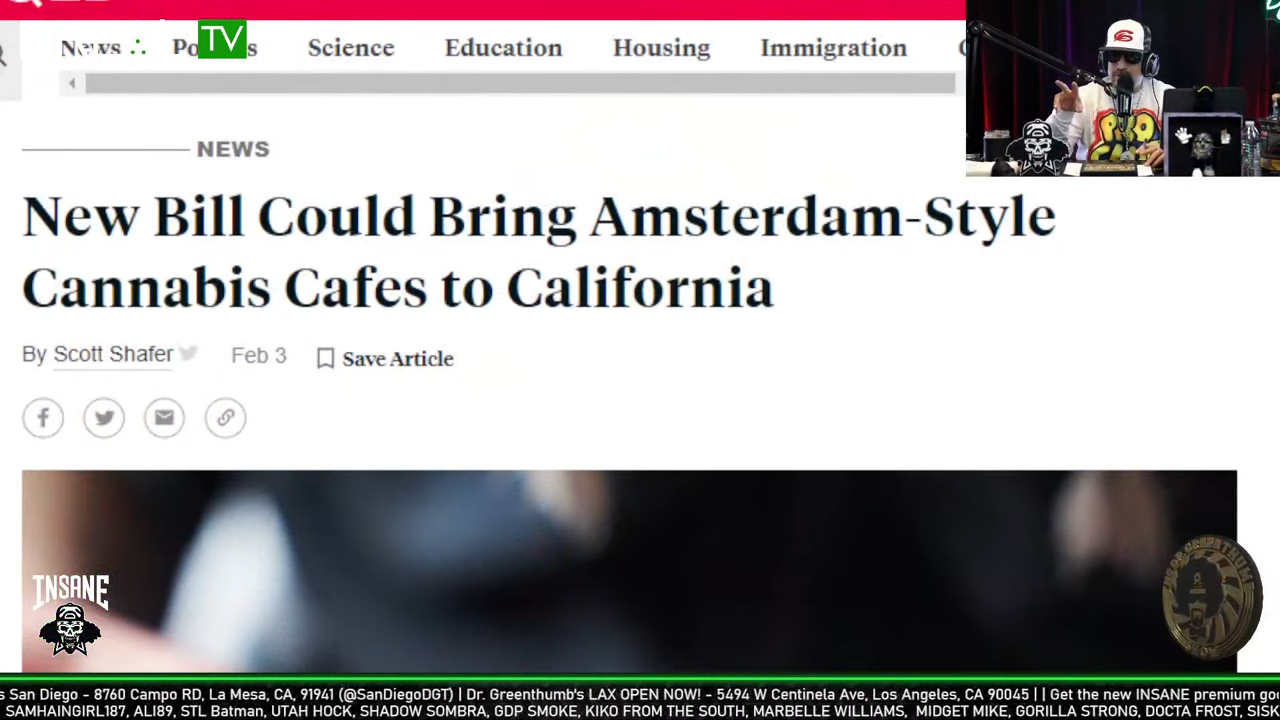 News Po s Science Education Housing Immigration
TV
NEWS
New Bill Could Bring Amsterdam-Style
Cannabis Cafes to California
By Scott Shafer Feb 3 Save Article
INSANE
s San Diego - 8760 Campo RD, La Mesa, CA, 91941 (@SanDiegoDGT) | Dr. Greenthumb's LAX OPEN NOW! - 5494 W Centinela Ave, Los Angeles, CA 90045 | | Get the new INSANE premium goo
SAMHAINGIRL187, ALI89, STL Batman, UTAH HOCK, SHADOW SOMBRA, GDP SMOKE, KIKO FROM THE SOUTH, MARBELLE WILLIAMS, MIDGET MIKE, GORILLA STRONG, DOCTA FROST, SISK